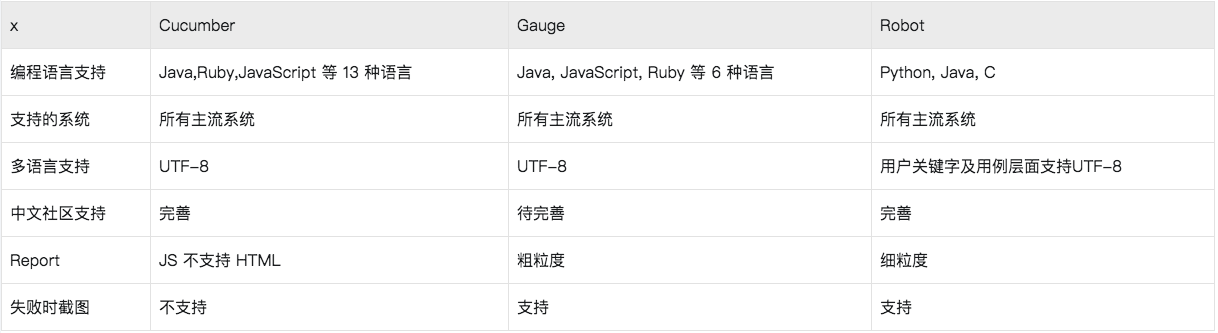 x Cucumber Gauge Robot
编程语言支持 Java,Ruby,JavaScript 等 13 种语言 Java, JavaScript, Ruby 等 6 种语言 Python, Java, C
支持的系统 所有主流系统 所有主流系统 所有主流系统
多语言支持 UTF-8 UTF-8 用户关键字及用例层面支持UTF-8
中文社区支持 完善 待完善 完善
Report JS 不支持 HTML 粗粒度 细粒度
失败时截图 不支持 支持 支持